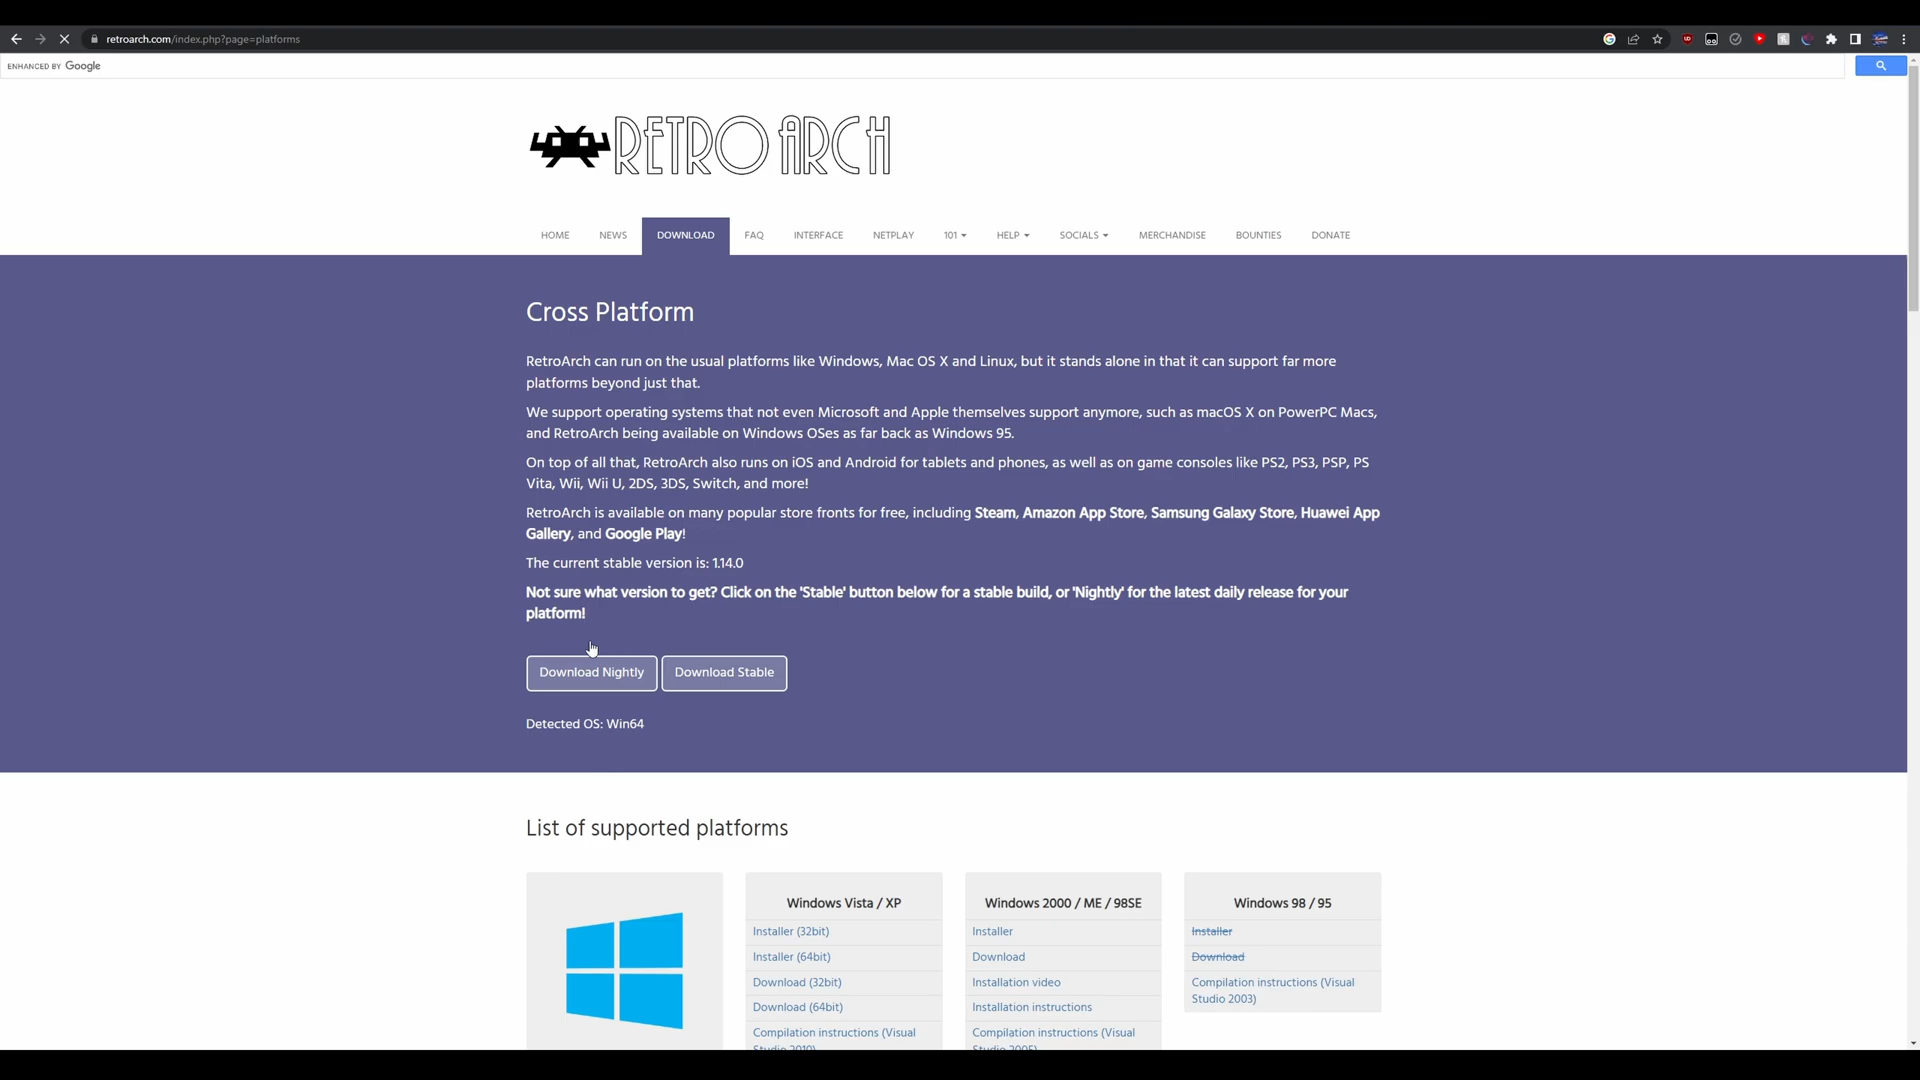 retroarch.com/index.php?page=platforms
ENHANCED BY Google
RETROARCH
HOME NEWS DOWNLOAD FAQ INTERFACE NETPLAY 101 HELP SOCIALS MERCHANDISE BOUNTIES DONATE
Cross Platform
RetroArch can run on the usual platforms like Windows, Mac OS X and Linux, but it stands alone in that it can support far more
platforms beyond just that.
We support operating systems that not even Microsoft and Apple themselves support anymore, such as macOS X on PowerPC Macs,
and RetroArch being available on Windows OSes as far back as Windows 95.
On top of all that, RetroArch also runs on iOS and Android for tablets and phones, as well as on game consoles like PS2, PS3, PSP, PS
Vita, Wii, Wii U, 2DS, 3DS, Switch, and more!
RetroArch is available on many popular store fronts for free, including Steam, Amazon App Store, Samsung Galaxy Store, Huawei App
Gallery, and Google Play!
The current stable version is: 1.14.0
Not sure what version to get? Click on the 'Stable' button below for a stable build, or 'Nightly' for the latest daily release for your
platform!
Download Nightly Download Stable
Detected OS: Win64
List of supported platforms
Windows Vista / XP
Installer (32bit)
Installer (64bit)
Download (32bit)
Download (64bit)
Compilation instructions (Visual
Studio 2010)
Windows 2000 / ME / 98SE
Installer
Download
Installation video
Installation instructions
Compilation instructions (Visual
Studio 2005)
Windows 98 / 95
Installer
Download
Compilation instructions (Visual
Studio 2003)